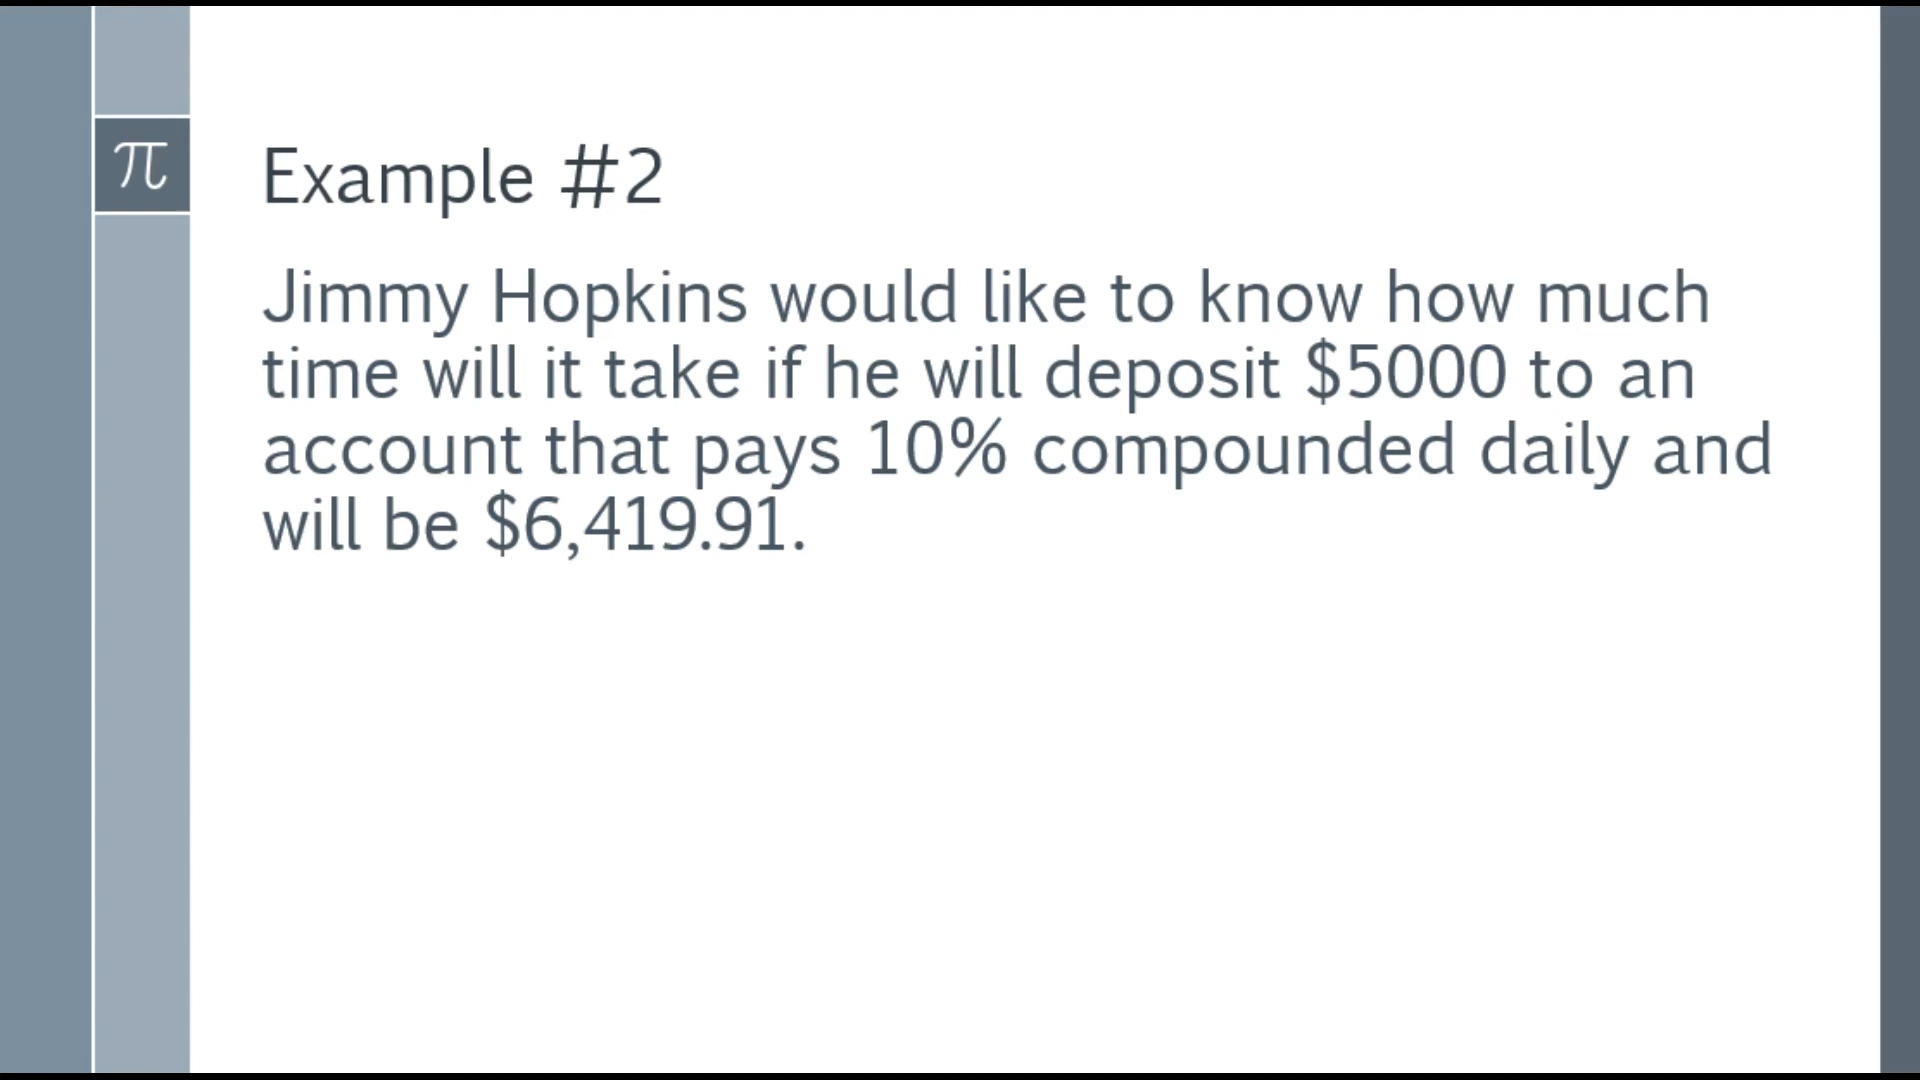 π
Example #2
Jimmy Hopkins would like to know how much
time will it take if he will deposit $5000 to an
account that pays 10% compounded daily and
will be $6,419.91.